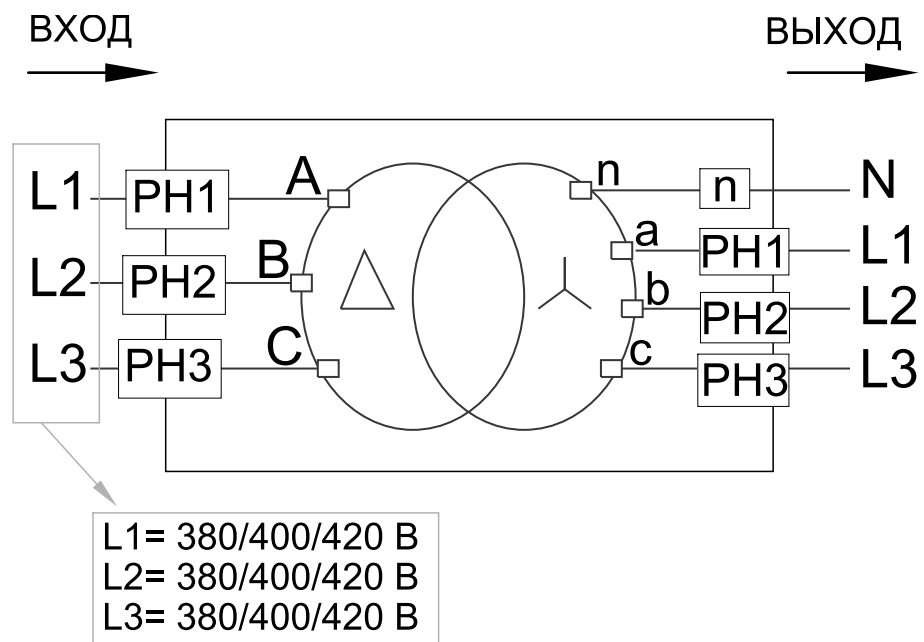 ВХОД
ВЫХОД
L1 PH1 A n n N
a PH1 L1
L2 PH2 B b PH2 L2
L3 PH3 C c PH3 L3
L1= 380/400/420 В
L2= 380/400/420 В
L3= 380/400/420 В